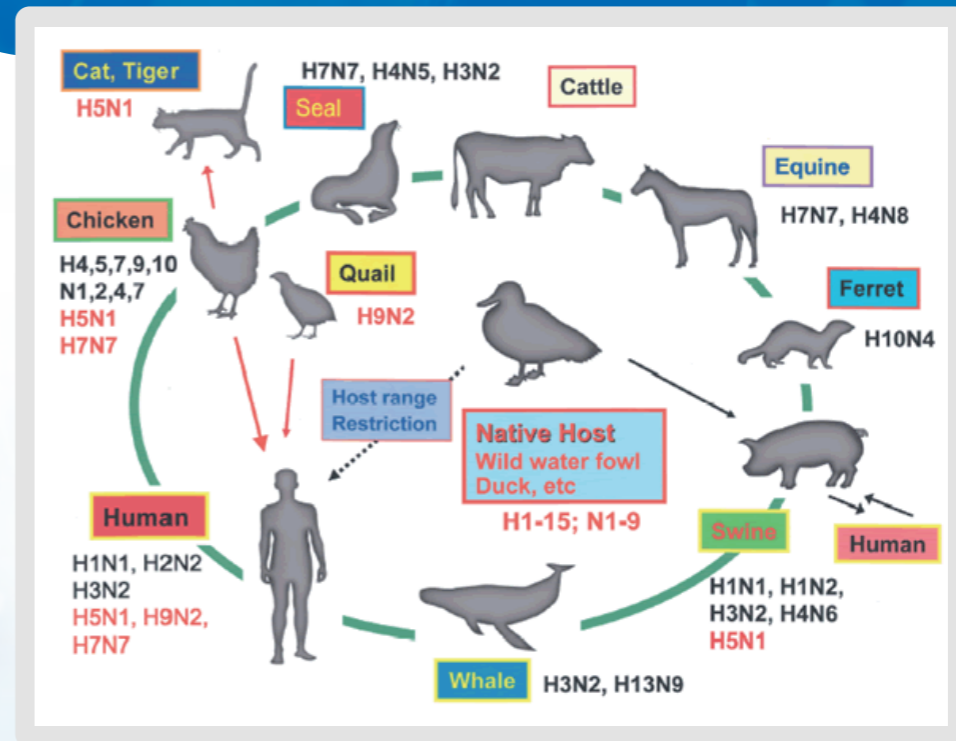 Cat, Tiger
H5N1
H7N7, H4N5, H3N2
Seal
Cattle
Equine
H7N7, H4N8
Chicken
H4,5,7,9,10
N1,2,4,7
H5N1
H7N7
Quail
H9N2
Ferret
H10N4
Host range
Restriction
Native Host
Wild water fowl
Duck, etc
H1-15; N1-9
Human
H1N1, H2N2
H3N2
H5N1, H9N2,
H7N7
Swine
H1N1, H1N2,
H3N2, H4N6
H5N1
Human
Whale
H3N2, H13N9